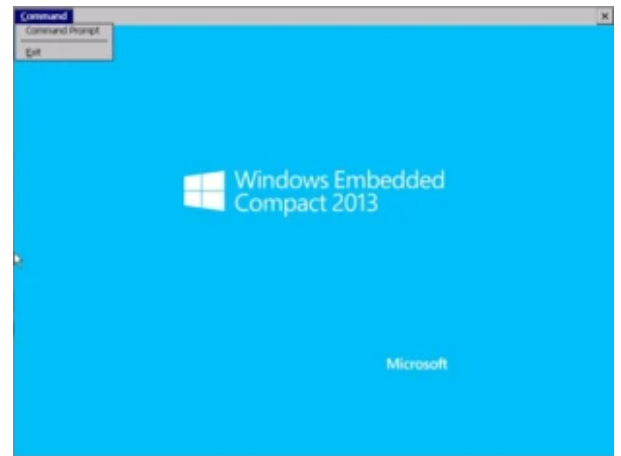 Command
Command Prompt
Exit
Windows Embedded
Compact 2013
Microsoft